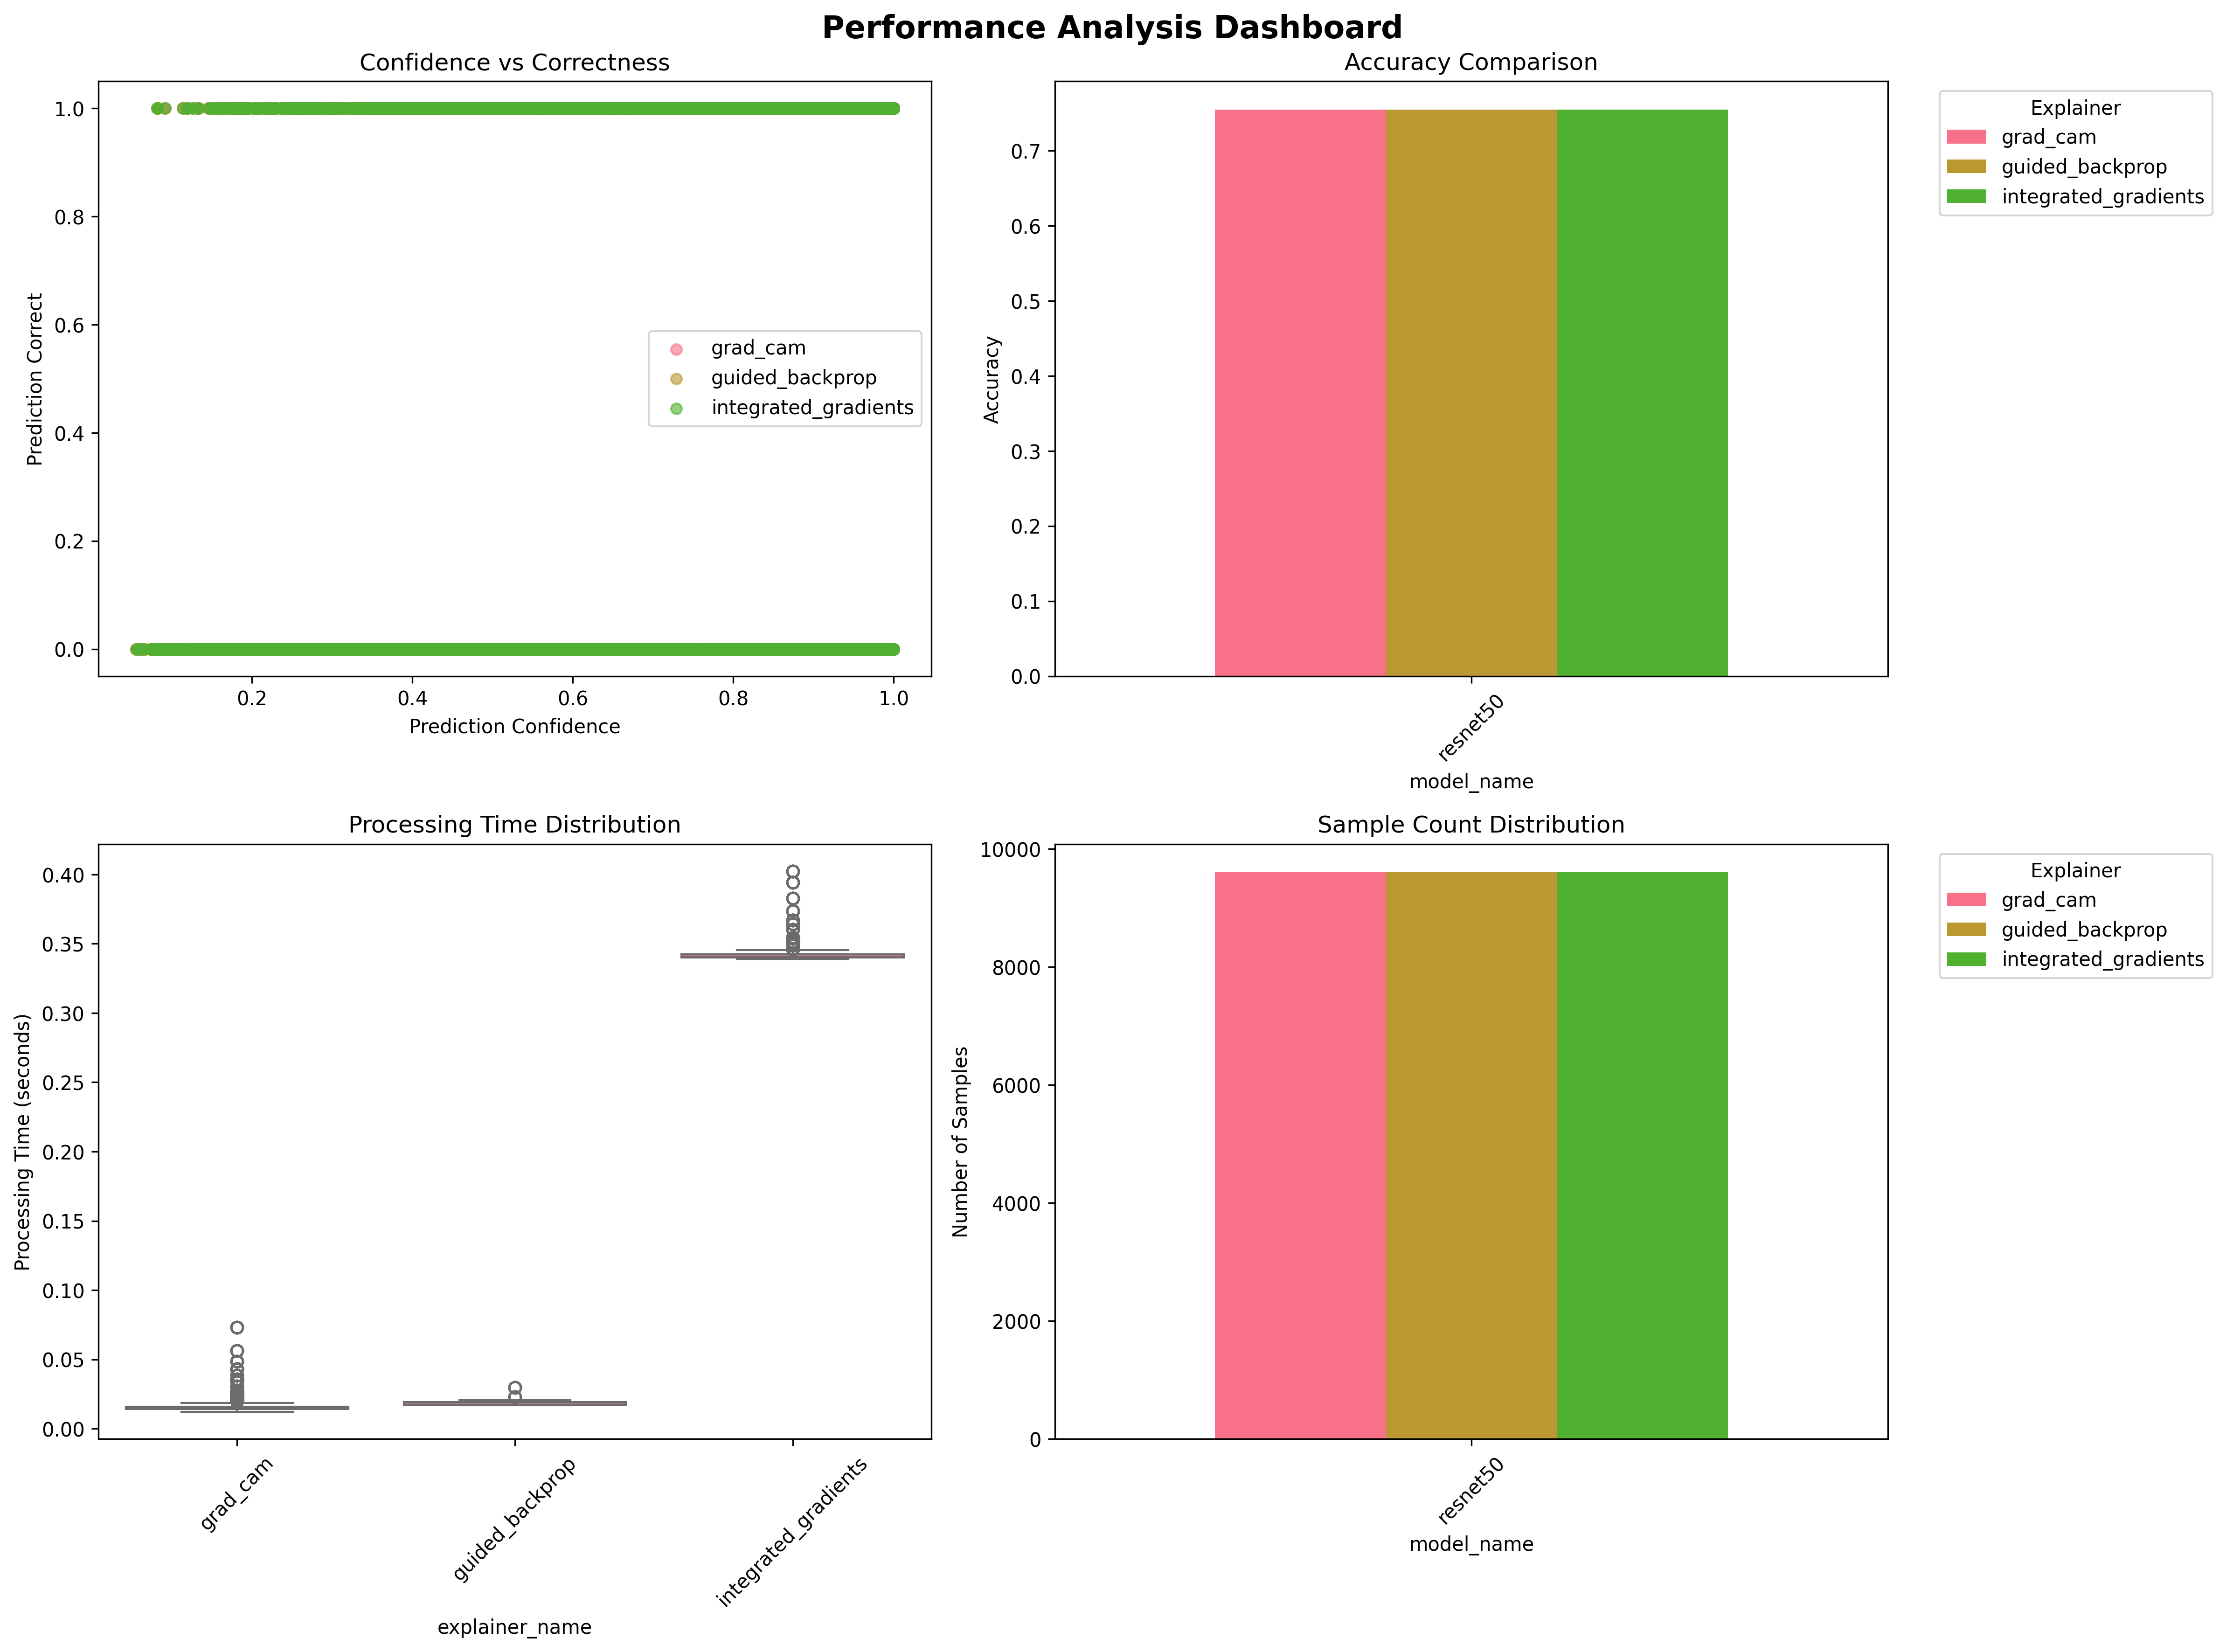 Performance Analysis Dashboard
Confidence vs Correctness
1.0
0.8
0.6
0.4
0.2
0.0
Prediction Correct
grad_cam
guided_backprop
integrated_gradients
0.2
0.4
0.6
0.8
1.0
Prediction Confidence
Accuracy Comparison
0.7
0.6
0.5
0.4
0.3
0.2
0.1
0.0
Accuracy
resnet50
model_name
Explainer
grad_cam
guided_backprop
integrated_gradients
Processing Time Distribution
0.40
0.35
0.30
0.25
0.20
0.15
0.10
0.05
0.00
Processing Time (seconds)
grad_cam
guided_backprop
integrated_gradients
explainer_name
Sample Count Distribution
10000
8000
6000
4000
2000
0
Number of Samples
resnet50
model_name
Explainer
grad_cam
guided_backprop
integrated_gradients